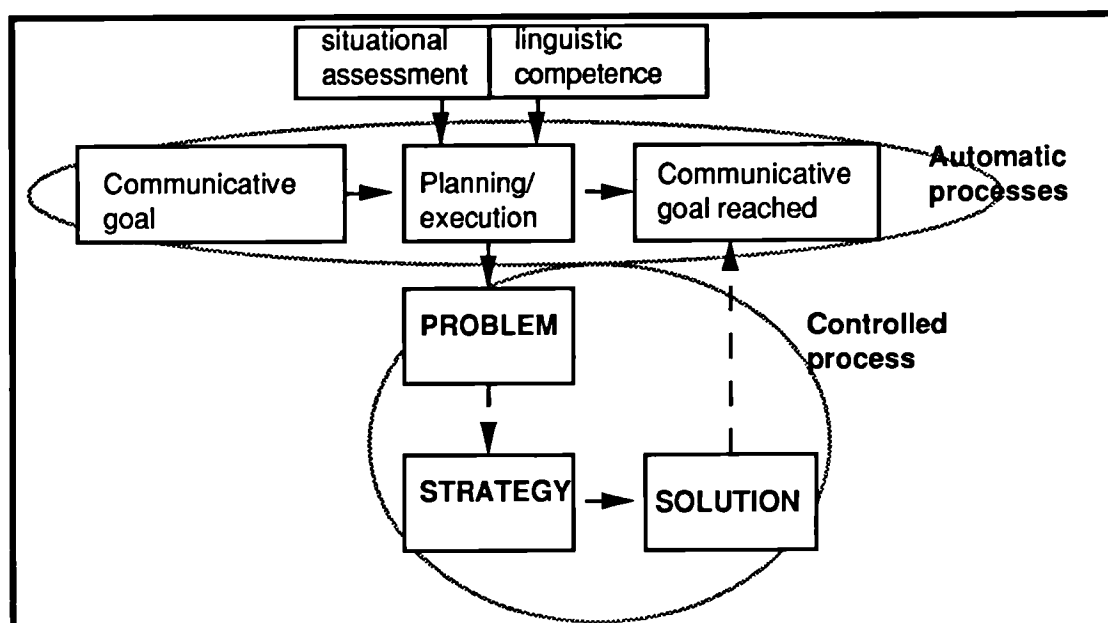 situational
assessment
linguistic
competence
Communicative
goal
Planning/
execution
Communicative
goal reached
Automatic
processes
PROBLEM
Controlled
process
STRATEGY
SOLUTION